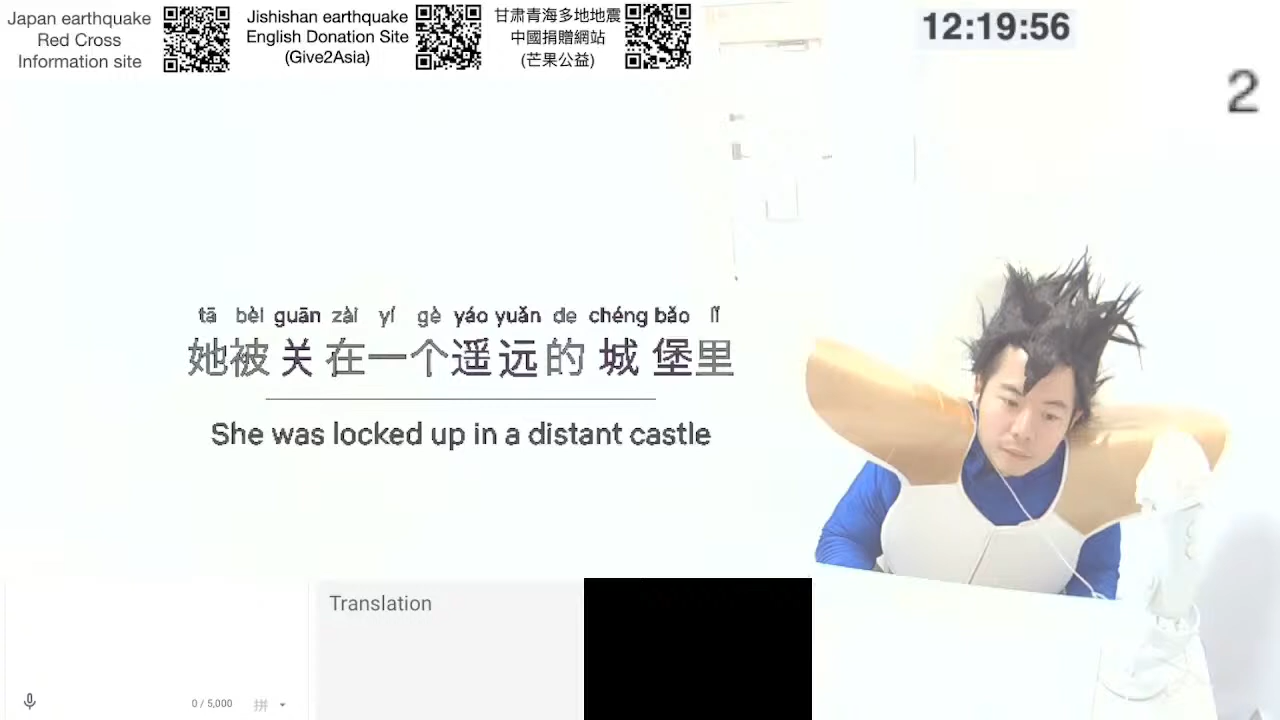 Japan earthquake
Red Cross
Information site
Jishishan earthquake
English Donation Site
(Give2Asia)
甘肃青海多地地震
中國捐贈網站
(芒果公益)
12:19:56
2
tā bèi guān zài yí gè yáo yuǎn de chéng bǎo lǐ
她被关在一个遥远的城堡里
She was locked up in a distant castle
Translation
0 / 5,000
拼